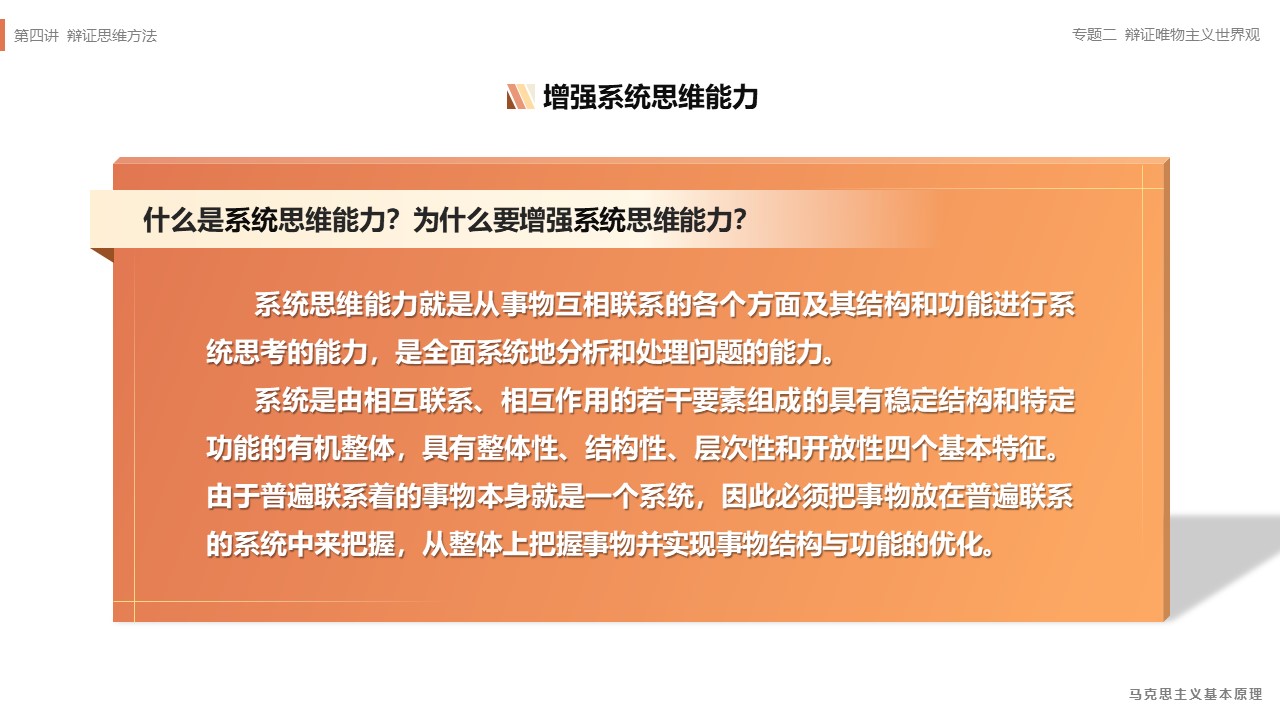 第四讲 辩证思维方法
专题二 辩证唯物主义世界观
增强系统思维能力
什么是系统思维能力？为什么要增强系统思维能力？
系统思维能力就是从事物互相联系的各个方面及其结构和功能进行系
统思考的能力，是全面系统地分析和处理问题的能力。
系统是由相互联系、相互作用的若干要素组成的具有稳定结构和特定
功能的有机整体，具有整体性、结构性、层次性和开放性四个基本特征。
由于普遍联系着的事物本身就是一个系统，因此必须把事物放在普遍联系
的系统中来把握，从整体上把握事物并实现事物结构与功能的优化。
马克思主义基本原理